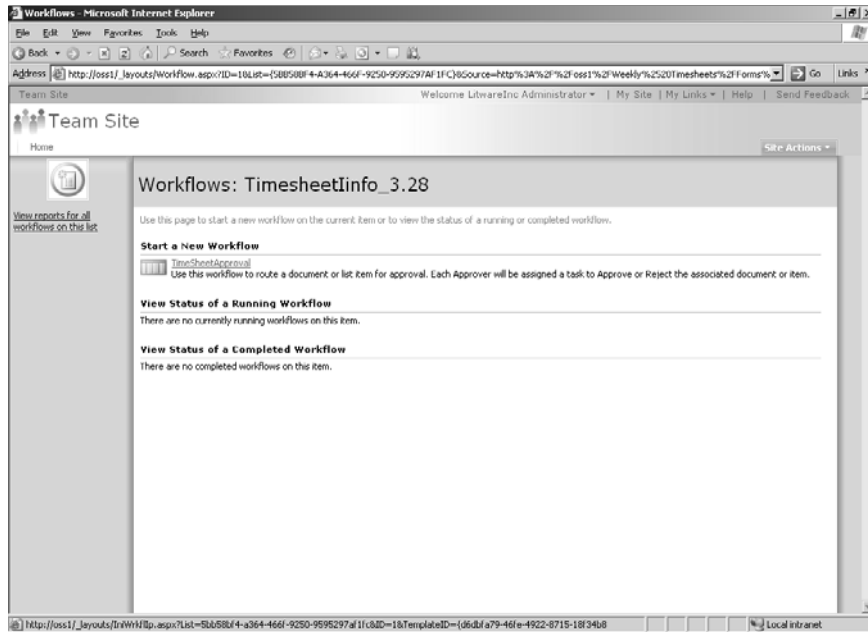 Workflows - Microsoft Internet Explorer
File Edit View Favorites Tools Help
Back Search Favorites
Address http://oss1/_layouts/Workflow.aspx?ID=1&List={5BB58BF4-A364-466F-9250-9595297AF1FC}&Source=http%3A%2F%2Foss1%2FWeekly%2520Timesheets%2FForms% Go Links
Team Site Welcome LitwareInc Administrator | My Site | My Links | Help | Send Feedback
Team Site
Home Site Actions
Workflows: TimesheetIinfo_3.28
View reports for all
workflows on this list
Use this page to start a new workflow on the current item or to view the status of a running or completed workflow.
Start a New Workflow
TimeSheetApproval
Use this workflow to route a document or list item for approval. Each Approver will be assigned a task to Approve or Reject the associated document or item.
View Status of a Running Workflow
There are no currently running workflows on this item.
View Status of a Completed Workflow
There are no completed workflows on this item.
http://oss1/_layouts/IniWrkflIp.aspx?List=5bb58bf4-a364-466f-9250-9595297af1fc&ID=1&TemplateID={d6dbfa79-46fe-4922-8715-18f34b8 Local intranet